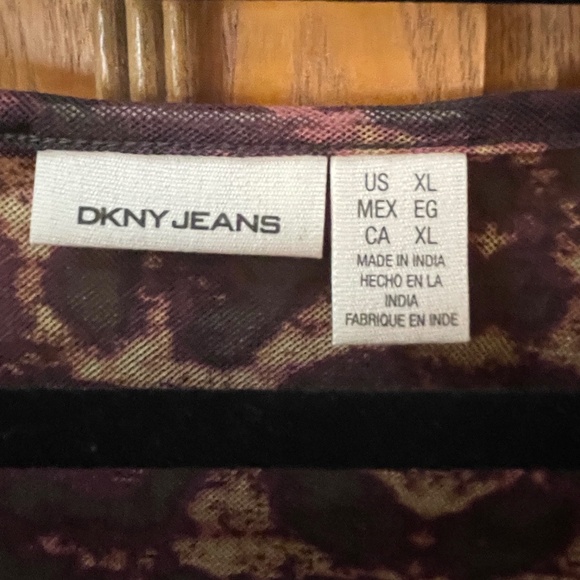 DKNY JEANS
US XL
MEX EG
CA XL
MADE IN INDIA
HECHO EN LA
INDIA
FABRIQUE EN INDE